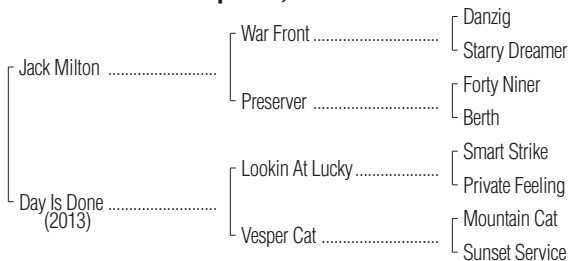 Danzig
War Front ........................................
Starry Dreamer
Jack Milton ...................................
Forty Niner
Preserver ........................................
Berth
Smart Strike
Lookin At Lucky ...........................
Private Feeling
Day Is Done ...................................
(2013)
Mountain Cat
Vesper Cat ......................................
Sunset Service